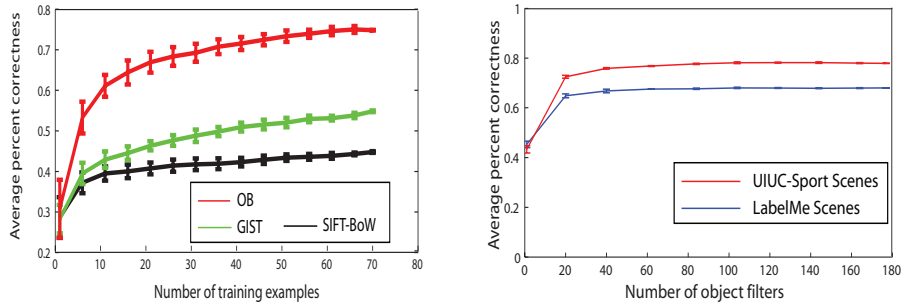 0.8
0.7
0.6
0.5
0.4
0.3
0.2
Average percent correctness
0 10 20 30 40 50 60 70 80
Number of training examples
OB
GIST SIFT-BoW
1
0.8
0.6
0.4
0.2
0
Average percent correctness
0 20 40 60 80 100 120 140 160 180
Number of object filters
UIUC-Sport Scenes
LabelMe Scenes